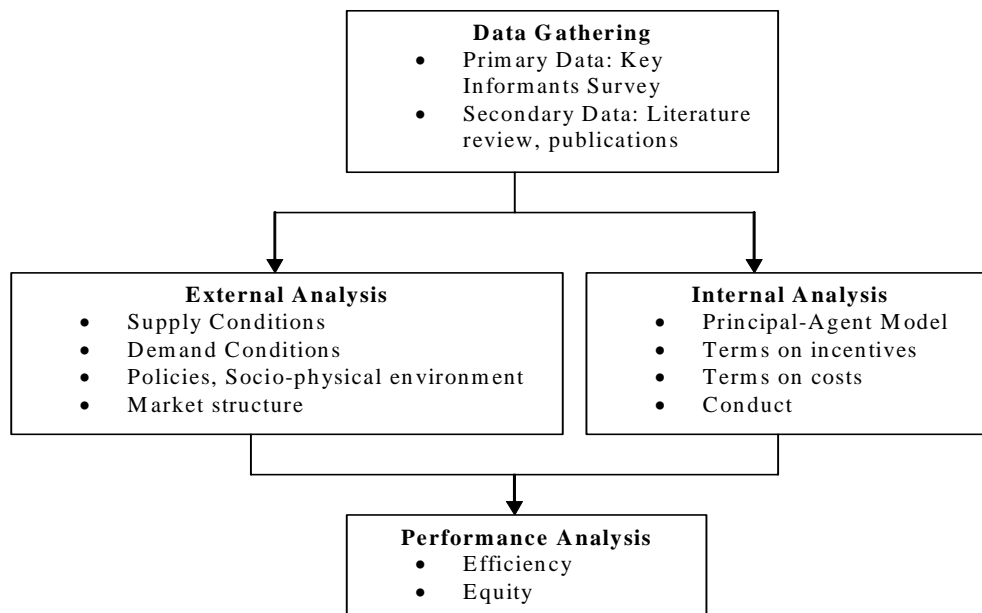 Data Gathering
• Primary Data: Key
Informants Survey
• Secondary Data: Literature
review, publications
External Analysis
• Supply Conditions
• Demand Conditions
• Policies, Socio-physical environment
• Market structure
Internal Analysis
• Principal-Agent Model
• Terms on incentives
• Terms on costs
• Conduct
Performance Analysis
• Efficiency
• Equity